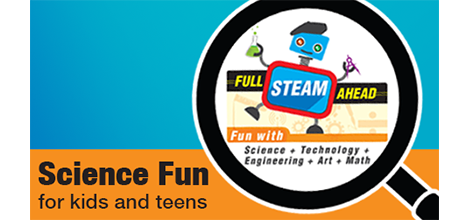 FULL STEAM AHEAD
Fun with
Science + Technology +
Engineering + Art + Math
Science Fun
for kids and teens